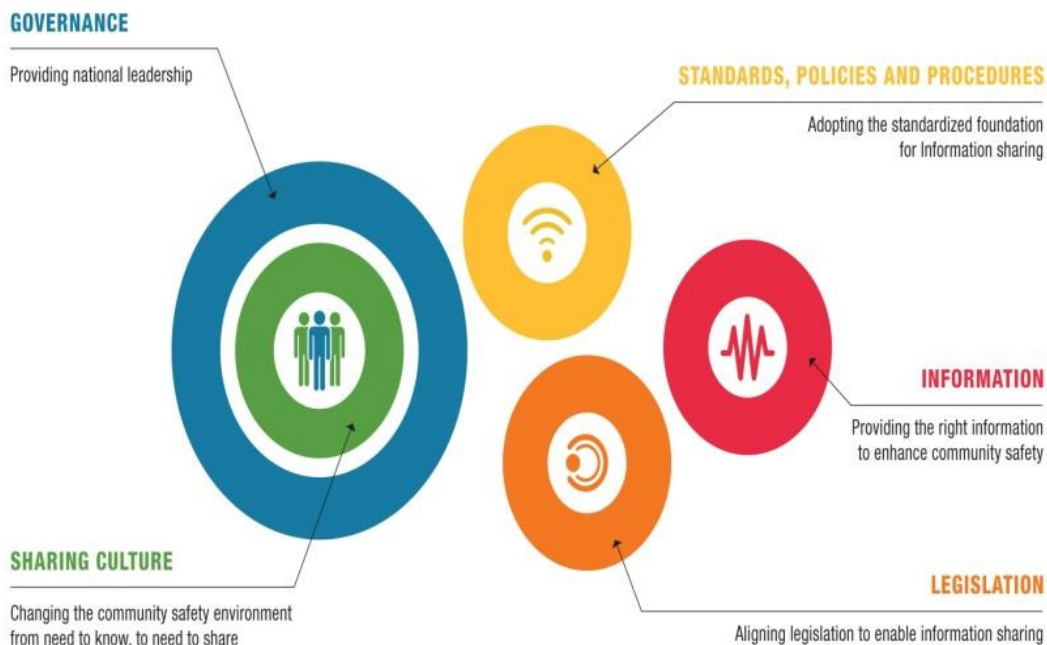 GOVERNANCE
Providing national leadership
STANDARDS, POLICIES AND PROCEDURES
Adopting the standardized foundation
for Information sharing
INFORMATION
Providing the right information
to enhance community safety
SHARING CULTURE
Changing the community safety environment
from need to know, to need to share
LEGISLATION
Aligning legislation to enable information sharing